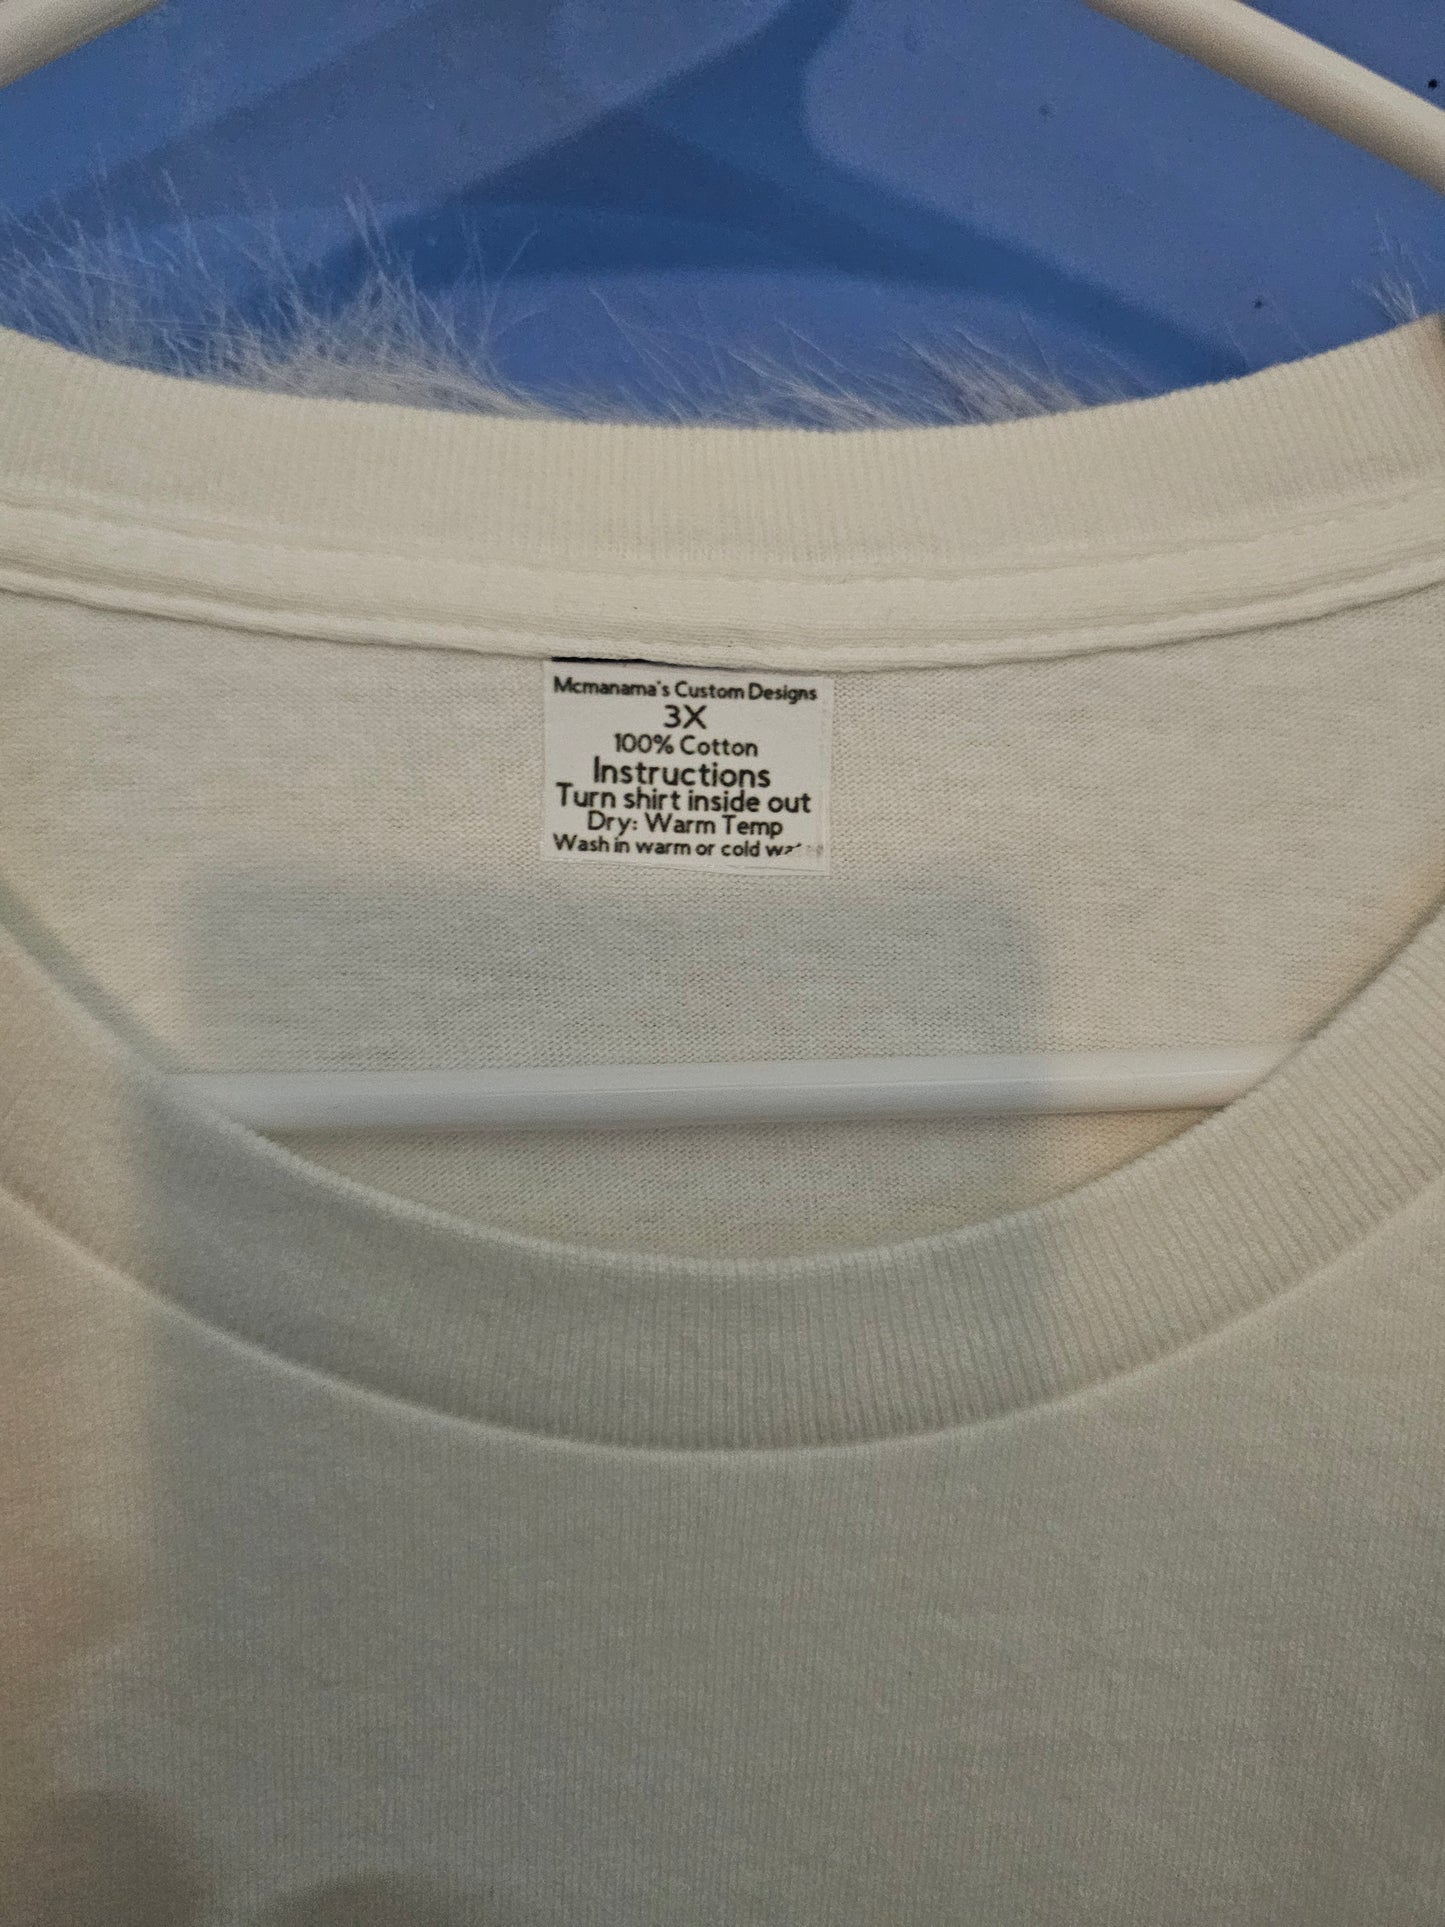 Mcmanama's Custom Designs
3X
100% Cotton
Instructions
Turn shirt inside out
Dry: Warm Temp
Wash in warm or cold